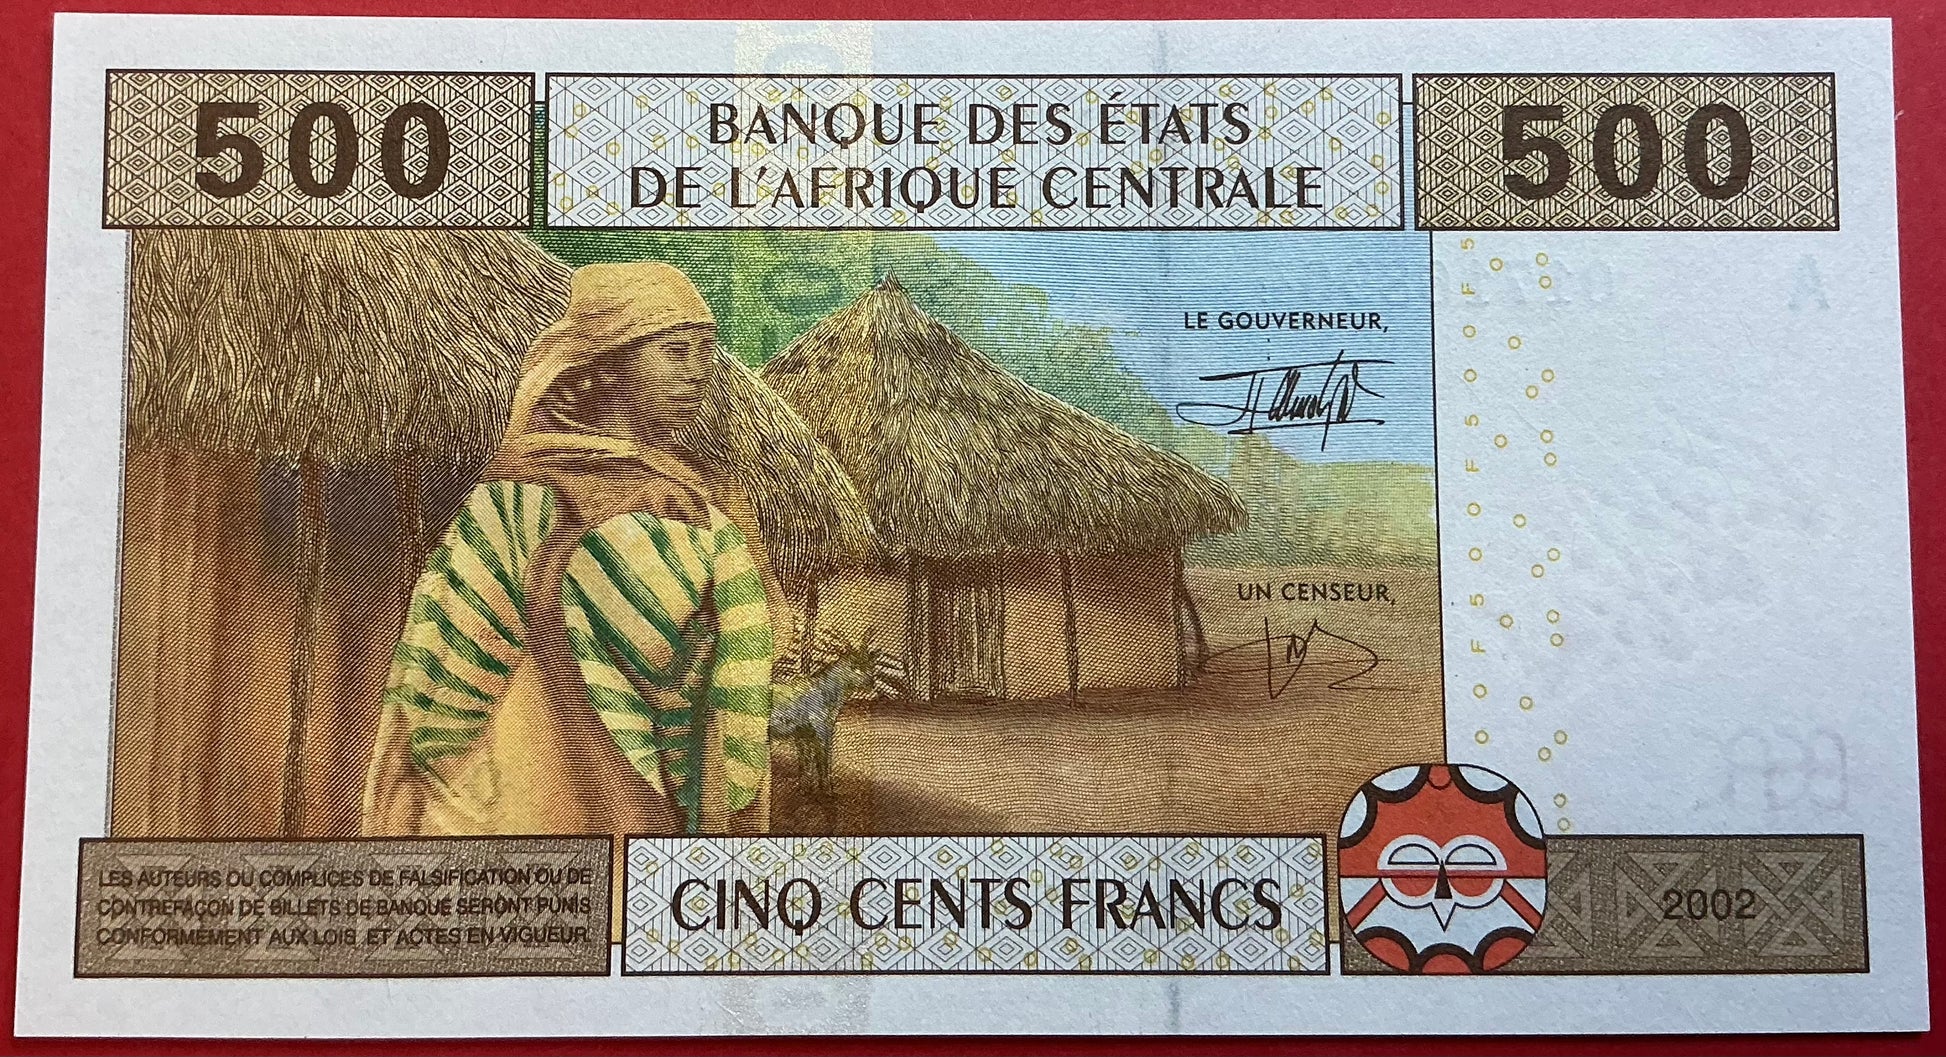 500
BANQUE DES ÉTATS
DE L'AFRIQUE CENTRALE
500
LE GOUVERNEUR,
UN CENSEUR,
LES AUTEURS OU COMPLICES DE FALSIFICATION OU DE
CONTREFAÇON DE BILLETS DE BANQUE SERONT PUNIS
CONFORMÉMENT AUX LOIS ET ACTES EN VIGUEUR.
CINQ CENTS FRANCS
2002